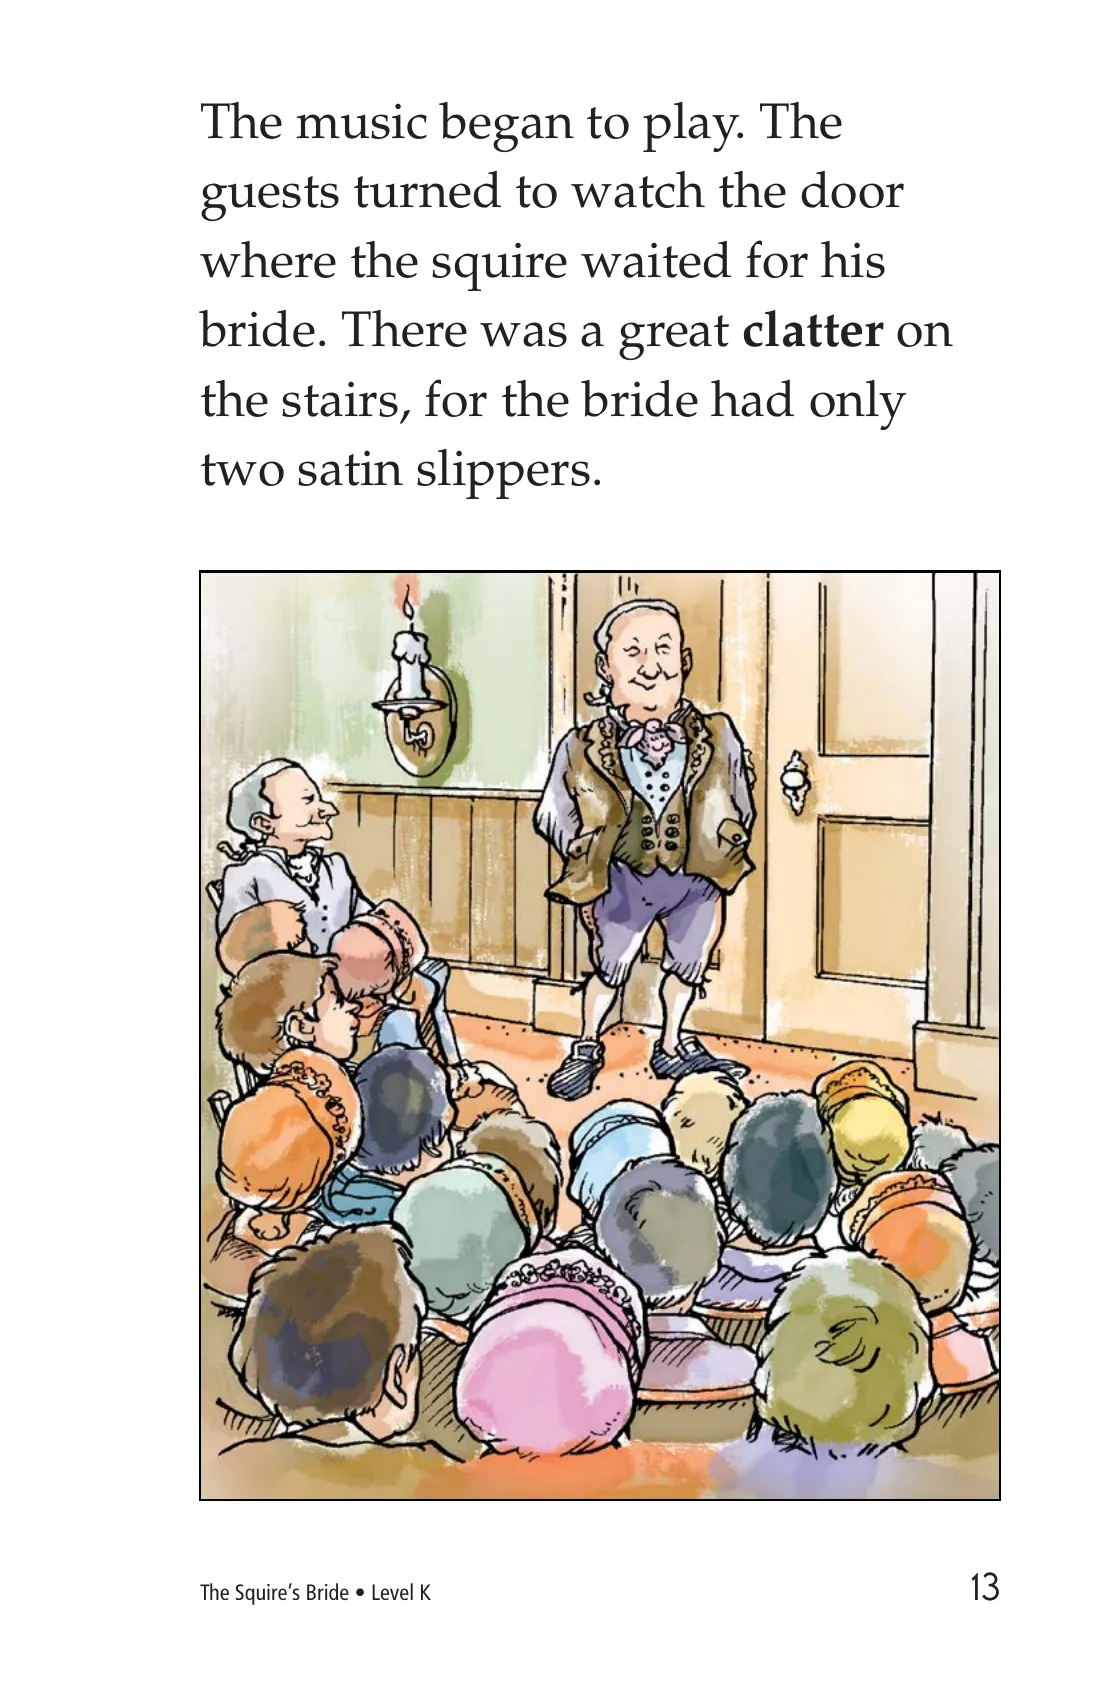 The music began to play. The
guests turned to watch the door
where the squire waited for his
bride. There was a great clatter on
the stairs, for the bride had only
two satin slippers.
The Squire’s Bride • Level K
13